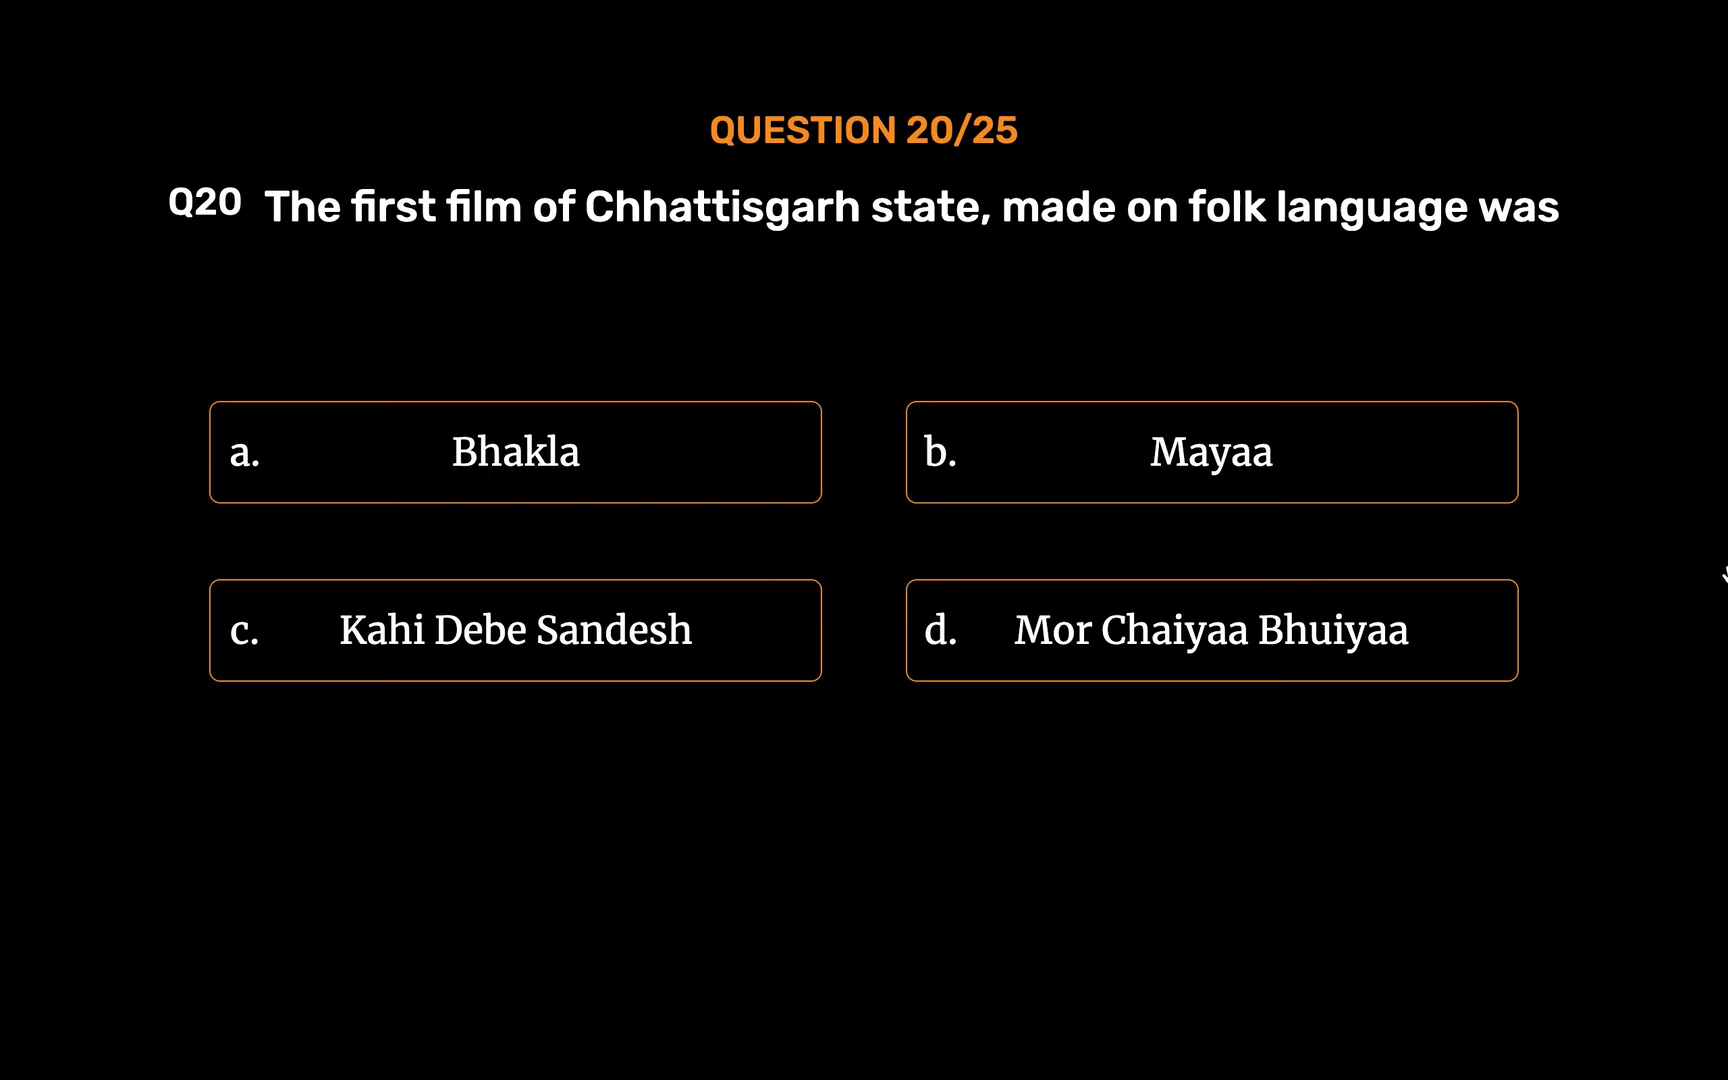 QUESTION 20/25
Q20 The first film of Chhattisgarh state, made on folk language was
a. Bhakla
b. Mayaa
c. Kahi Debe Sandesh
d. Mor Chaiyaa Bhuiyaa